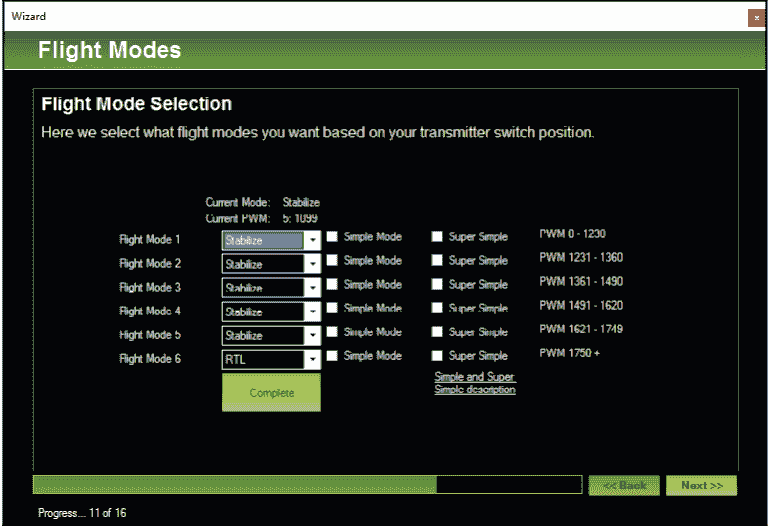 Wizard
Flight Modes
Flight Mode Selection
Here we select what flight modes you want based on your transmitter switch position.
Current Mode: Stabilize
Current PWM: 5: 1099
Flight Mode 1 Stabilize Simple Mode Super Simple PWM 0 - 1230
Flight Mode 2 Stabilize Simple Mode Super Simple PWM 1231 - 1360
Flight Mode 3 Stabilize Simple Mode Super Simple PWM 1361 - 1490
Flight Mode 4 Stabilize Simple Mode Super Simple PWM 1491 - 1620
Flight Mode 5 Stabilize Simple Mode Super Simple PWM 1621 - 1749
Flight Mode 6 RTL Simple Mode Super Simple PWM 1750 +
Complete
Simple and Super
Simple description
<< Back Next >>
Progress... 11 of 16